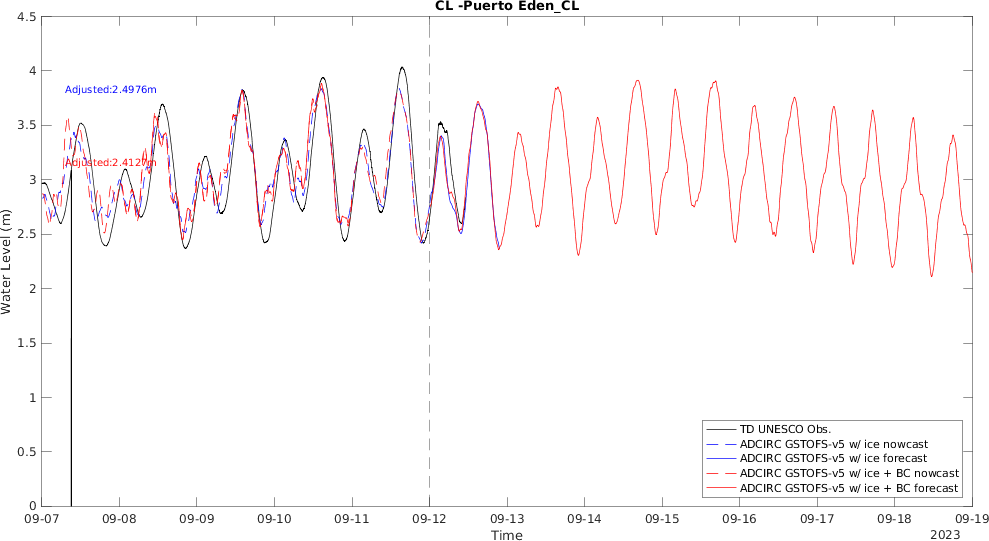 CL -Puerto Eden_CL
4.5
4
3.5
3
2.5
2
1.5
1
0.5
0
Water Level (m)
Adjusted:2.4976m
Adjusted:2.4127m
TD UNESCO Obs.
ADCIRC GSTOFS-v5 w/ ice nowcast
ADCIRC GSTOFS-v5 w/ ice forecast
ADCIRC GSTOFS-v5 w/ ice + BC nowcast
ADCIRC GSTOFS-v5 w/ ice + BC forecast
09-07 09-08 09-09 09-10 09-11 09-12 09-13 09-14 09-15 09-16 09-17 09-18 09-19
Time
2023